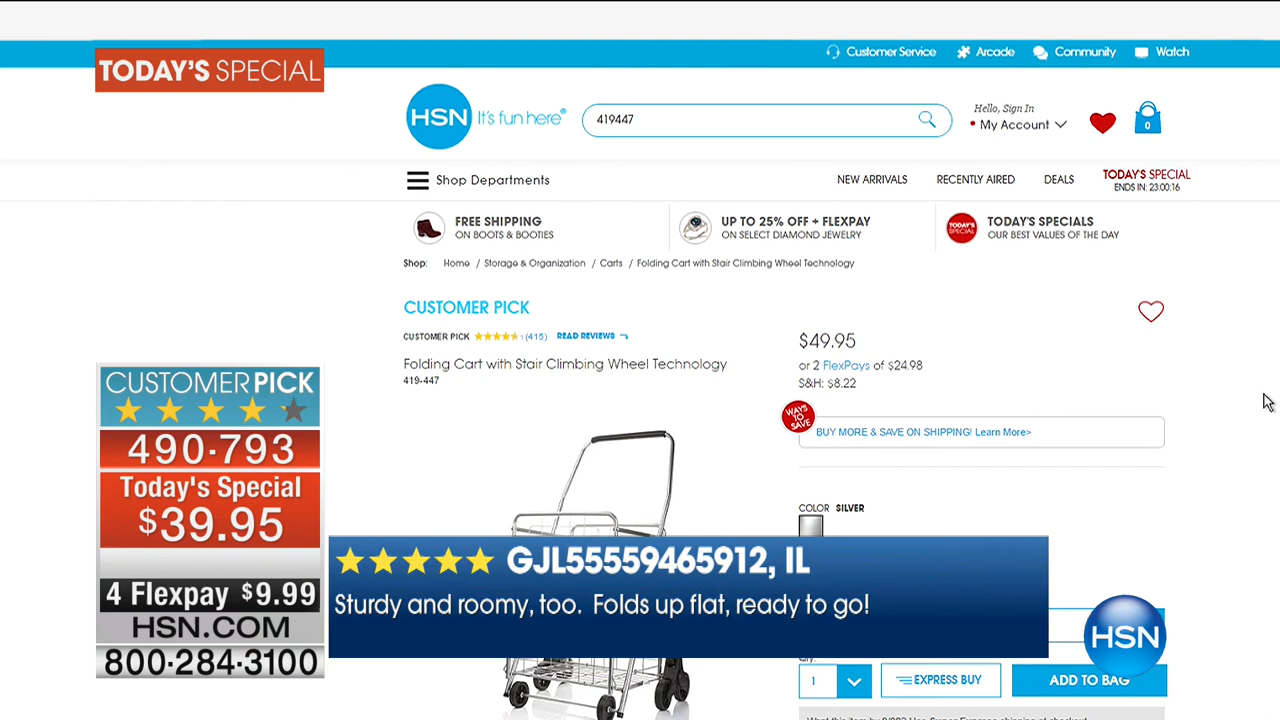 Customer Service Arcade Community Watch
TODAY'S SPECIAL
HSN It's fun here®
419447
Hello, Sign In
My Account
0
Shop Departments
NEW ARRIVALS RECENTLY AIRED DEALS TODAY'S SPECIAL
ENDS IN: 23:00:16
FREE SHIPPING
ON BOOTS & BOOTIES
UP TO 25% OFF + FLEXPAY
ON SELECT DIAMOND JEWELRY
TODAY'S SPECIAL
TODAY'S SPECIALS
OUR BEST VALUES OF THE DAY
Shop: Home / Storage & Organization / Carts / Folding Cart with Stair Climbing Wheel Technology
CUSTOMER PICK
CUSTOMER PICK (415) READ REVIEWS
Folding Cart with Stair Climbing Wheel Technology
419-447
$49.95
or 2 FlexPays of $24.98
S&H: $8.22
WAYS TO SAVE
BUY MORE & SAVE ON SHIPPING! Learn More>
COLOR SILVER
CUSTOMER PICK
490-793
Today's Special
$39.95
4 Flexpay $9.99
HSN.COM
800-284-3100
GJL55559465912, IL
Sturdy and roomy, too. Folds up flat, ready to go!
HSN
Qty:
1 EXPRESS BUY ADD TO BAG